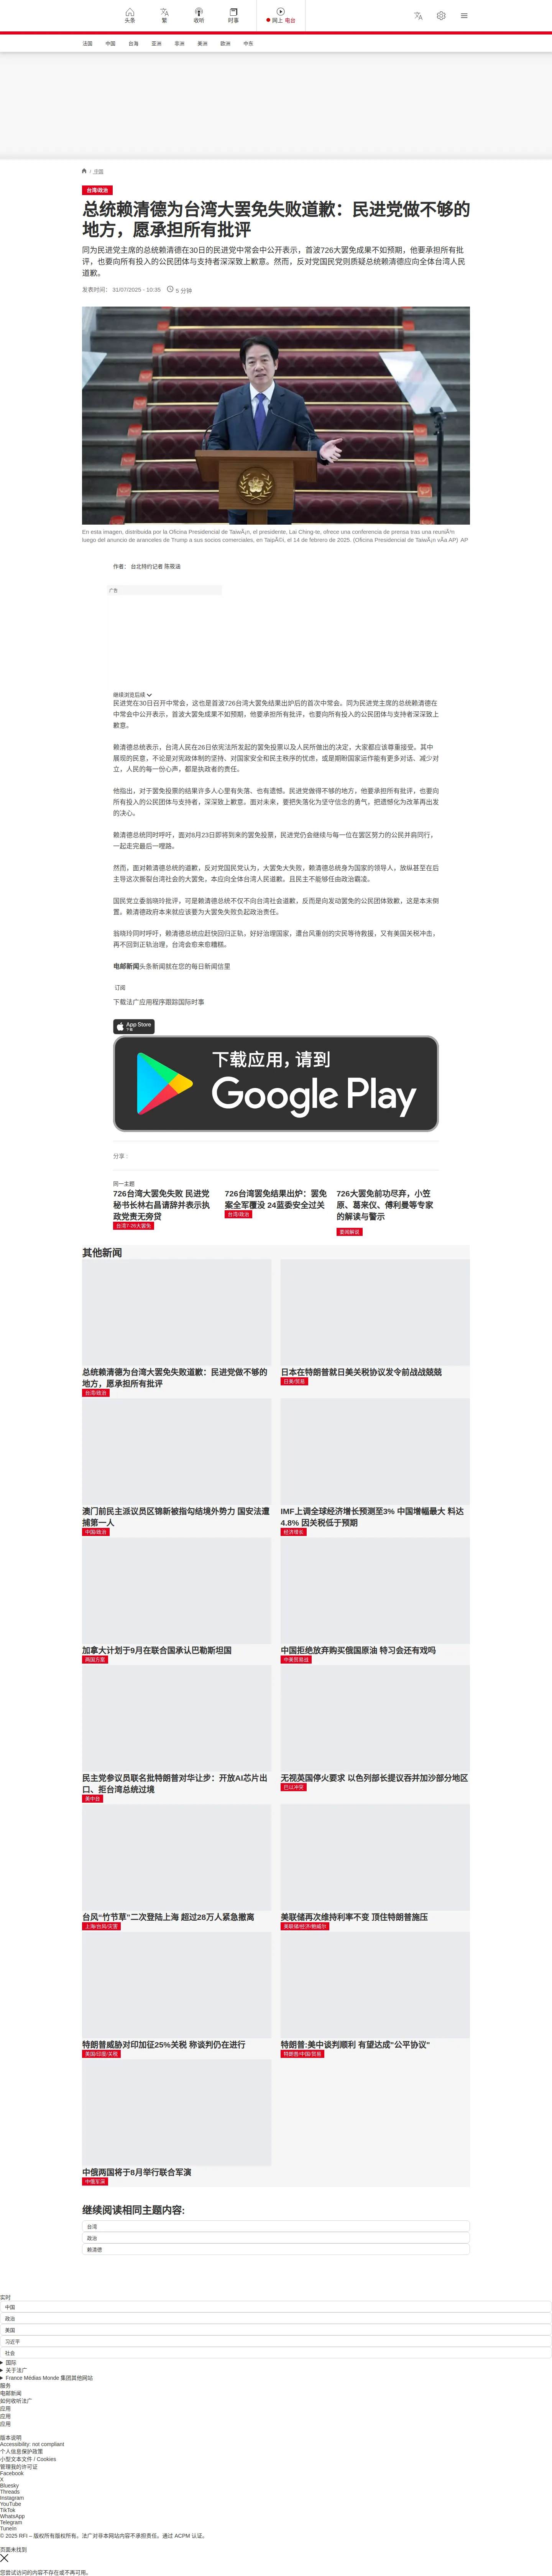 头条
繁
收听
时事
网上 电台
法国
中国
台海
亚洲
非洲
美洲
欧洲
中东
中国
台湾/政治
总统赖清德为台湾大罢免失败道歉：民进党做不够的
地方，愿承担所有批评
同为民进党主席的总统赖清德在30日的民进党中常会中公开表示，首波726大罢免成果不如预期，他要承担所有批
评，也要向所有投入的公民团体与支持者深深致上歉意。然而，反对党国民党则质疑总统赖清德应向全体台湾人民
道歉。
发表时间： 31/07/2025 - 10:35
5 分钟
En esta imagen, distribuida por la Oficina Presidencial de TaiwÃ¡n, el presidente, Lai Ching-te, ofrece una conferencia de prensa tras una reuniÃ³n
luego del anuncio de aranceles de Trump a sus socios comerciales, en TaipÃ©i, el 14 de febrero de 2025. (Oficina Presidencial de TaiwÃ¡n vÃ­a AP) AP
作者： 台北特约记者 陈筱涵
广告
继续浏览后续
民进党在30日召开中常会，这也是首波726台湾大罢免结果出炉后的首次中常会。同为民进党主席的总统赖清德在
中常会中公开表示，首波大罢免成果不如预期，他要承担所有批评，也要向所有投入的公民团体与支持者深深致上
歉意。
赖清德总统表示，台湾人民在26日依宪法所发起的罢免投票以及人民所做出的决定，大家都应该尊重接受。其中
展现的民意，不论是对宪政体制的坚持、对国家安全和民主秩序的忧虑，或是期盼国家运作能有更多对话、减少对
立，人民的每一份心声，都是执政者的责任。
他指出，对于罢免投票的结果许多人心里有失落、也有遗憾。民进党做得不够的地方，他要承担所有批评，也要向
所有投入的公民团体与支持者，深深致上歉意。面对未来，要把失落化为坚守信念的勇气，把遗憾化为改革再出发
的决心。
赖清德总统同时呼吁，面对8月23日即将到来的罢免投票，民进党仍会继续与每一位在罢区努力的公民并肩同行，
一起走完最后一哩路。
然而，面对赖清德总统的道歉，反对党国民党认为，大罢免大失败，赖清德总统身为国家的领导人，放纵甚至在后
主导这次撕裂台湾社会的大罢免，本应向全体台湾人民道歉。且民主不能够任由政治霸凌。
国民党立委翁晓玲批评，可是赖清德总统不仅不向台湾社会道歉，反而是向发动罢免的公民团体致歉，这是本末倒
置。赖清德政府本来就应该要为大罢免失败负起政治责任。
翁晓玲同时呼吁，赖清德总统应赶快回归正轨，好好治理国家，遭台风重创的灾民等待救援，又有美国关税冲击，
再不回到正轨治理，台湾会愈来愈糟糕。
电邮新闻头条新闻就在您的每日新闻信里
订阅
下载法广应用程序跟踪国际时事
App Store
下载
下载应用，请到
Google Play
分享 :
同一主题
726台湾大罢免失败 民进党
秘书长林右昌请辞并表示执
政党责无旁贷
台湾7·26大罢免
726台湾罢免结果出炉：罢免
案全军覆没 24蓝委安全过关
台湾/政治
726大罢免前功尽弃，小笠
原、葛来仪、傅利曼等专家
的解读与警示
要闻解说
其他新闻
总统赖清德为台湾大罢免失败道歉：民进党做不够的
地方，愿承担所有批评
台湾/政治
日本在特朗普就日美关税协议发令前战战兢兢
日美/贸易
澳门前民主派议员区锦新被指勾结境外势力 国安法遭
捕第一人
中国/政治
IMF上调全球经济增长预测至3% 中国增幅最大 料达
4.8% 因关税低于预期
经济增长
加拿大计划于9月在联合国承认巴勒斯坦国
两国方案
中国拒绝放弃购买俄国原油 特习会还有戏吗
中美贸易战
民主党参议员联名批特朗普对华让步：开放AI芯片出
口、拒台湾总统过境
美中台
无视英国停火要求 以色列部长提议吞并加沙部分地区
巴以冲突
台风“竹节草”二次登陆上海 超过28万人紧急撤离
上海/台风/灾害
美联储再次维持利率不变 顶住特朗普施压
美联储/经济/鲍威尔
特朗普威胁对印加征25%关税 称谈判仍在进行
美国/印度/关税
特朗普:美中谈判顺利 有望达成"公平协议"
特朗普/中国/贸易
中俄两国将于8月举行联合军演
中俄军演
继续阅读相同主题内容:
台湾
政治
赖清德
实时
中国
政治
美国
习近平
社会
国际
关于法广
France Médias Monde 集团其他网站
服务
电邮新闻
如何收听法广
应用
应用
应用
版本说明
Accessibility: not compliant
个人信息保护政策
小型文本文件 / Cookies
管理我的许可证
Facebook
X
Bluesky
Threads
Instagram
YouTube
TikTok
WhatsApp
Telegram
TuneIn
© 2025 RFI – 版权所有版权所有。法广对非本网站内容不承担责任。通过 ACPM 认证。
页面未找到
您尝试访问的内容不存在或不再可用。